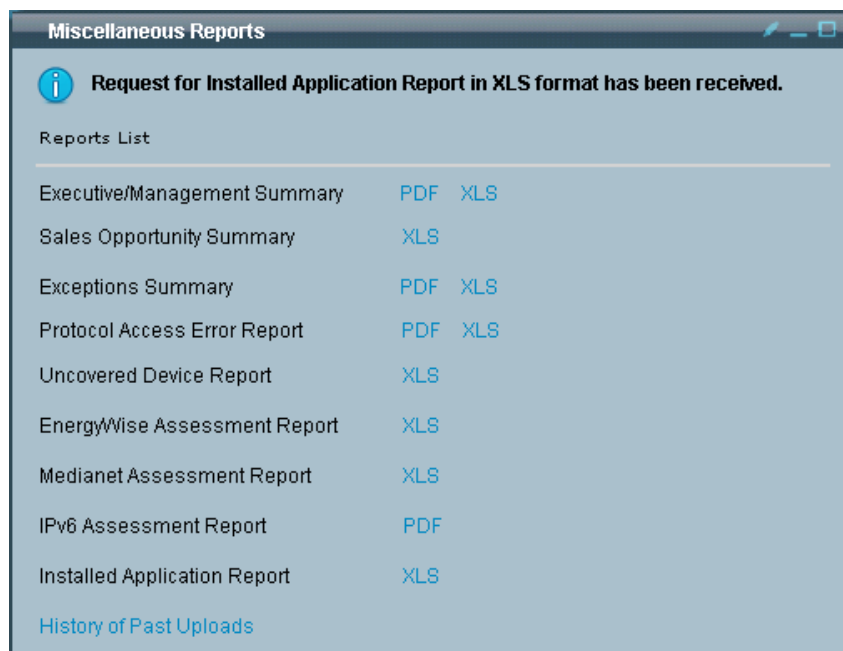 Miscellaneous Reports
Request for Installed Application Report in XLS format has been received.
Reports List
Executive/Management Summary PDF XLS
Sales Opportunity Summary XLS
Exceptions Summary PDF XLS
Protocol Access Error Report PDF XLS
Uncovered Device Report XLS
EnergyWise Assessment Report XLS
Medianet Assessment Report XLS
IPv6 Assessment Report PDF
Installed Application Report XLS
History of Past Uploads